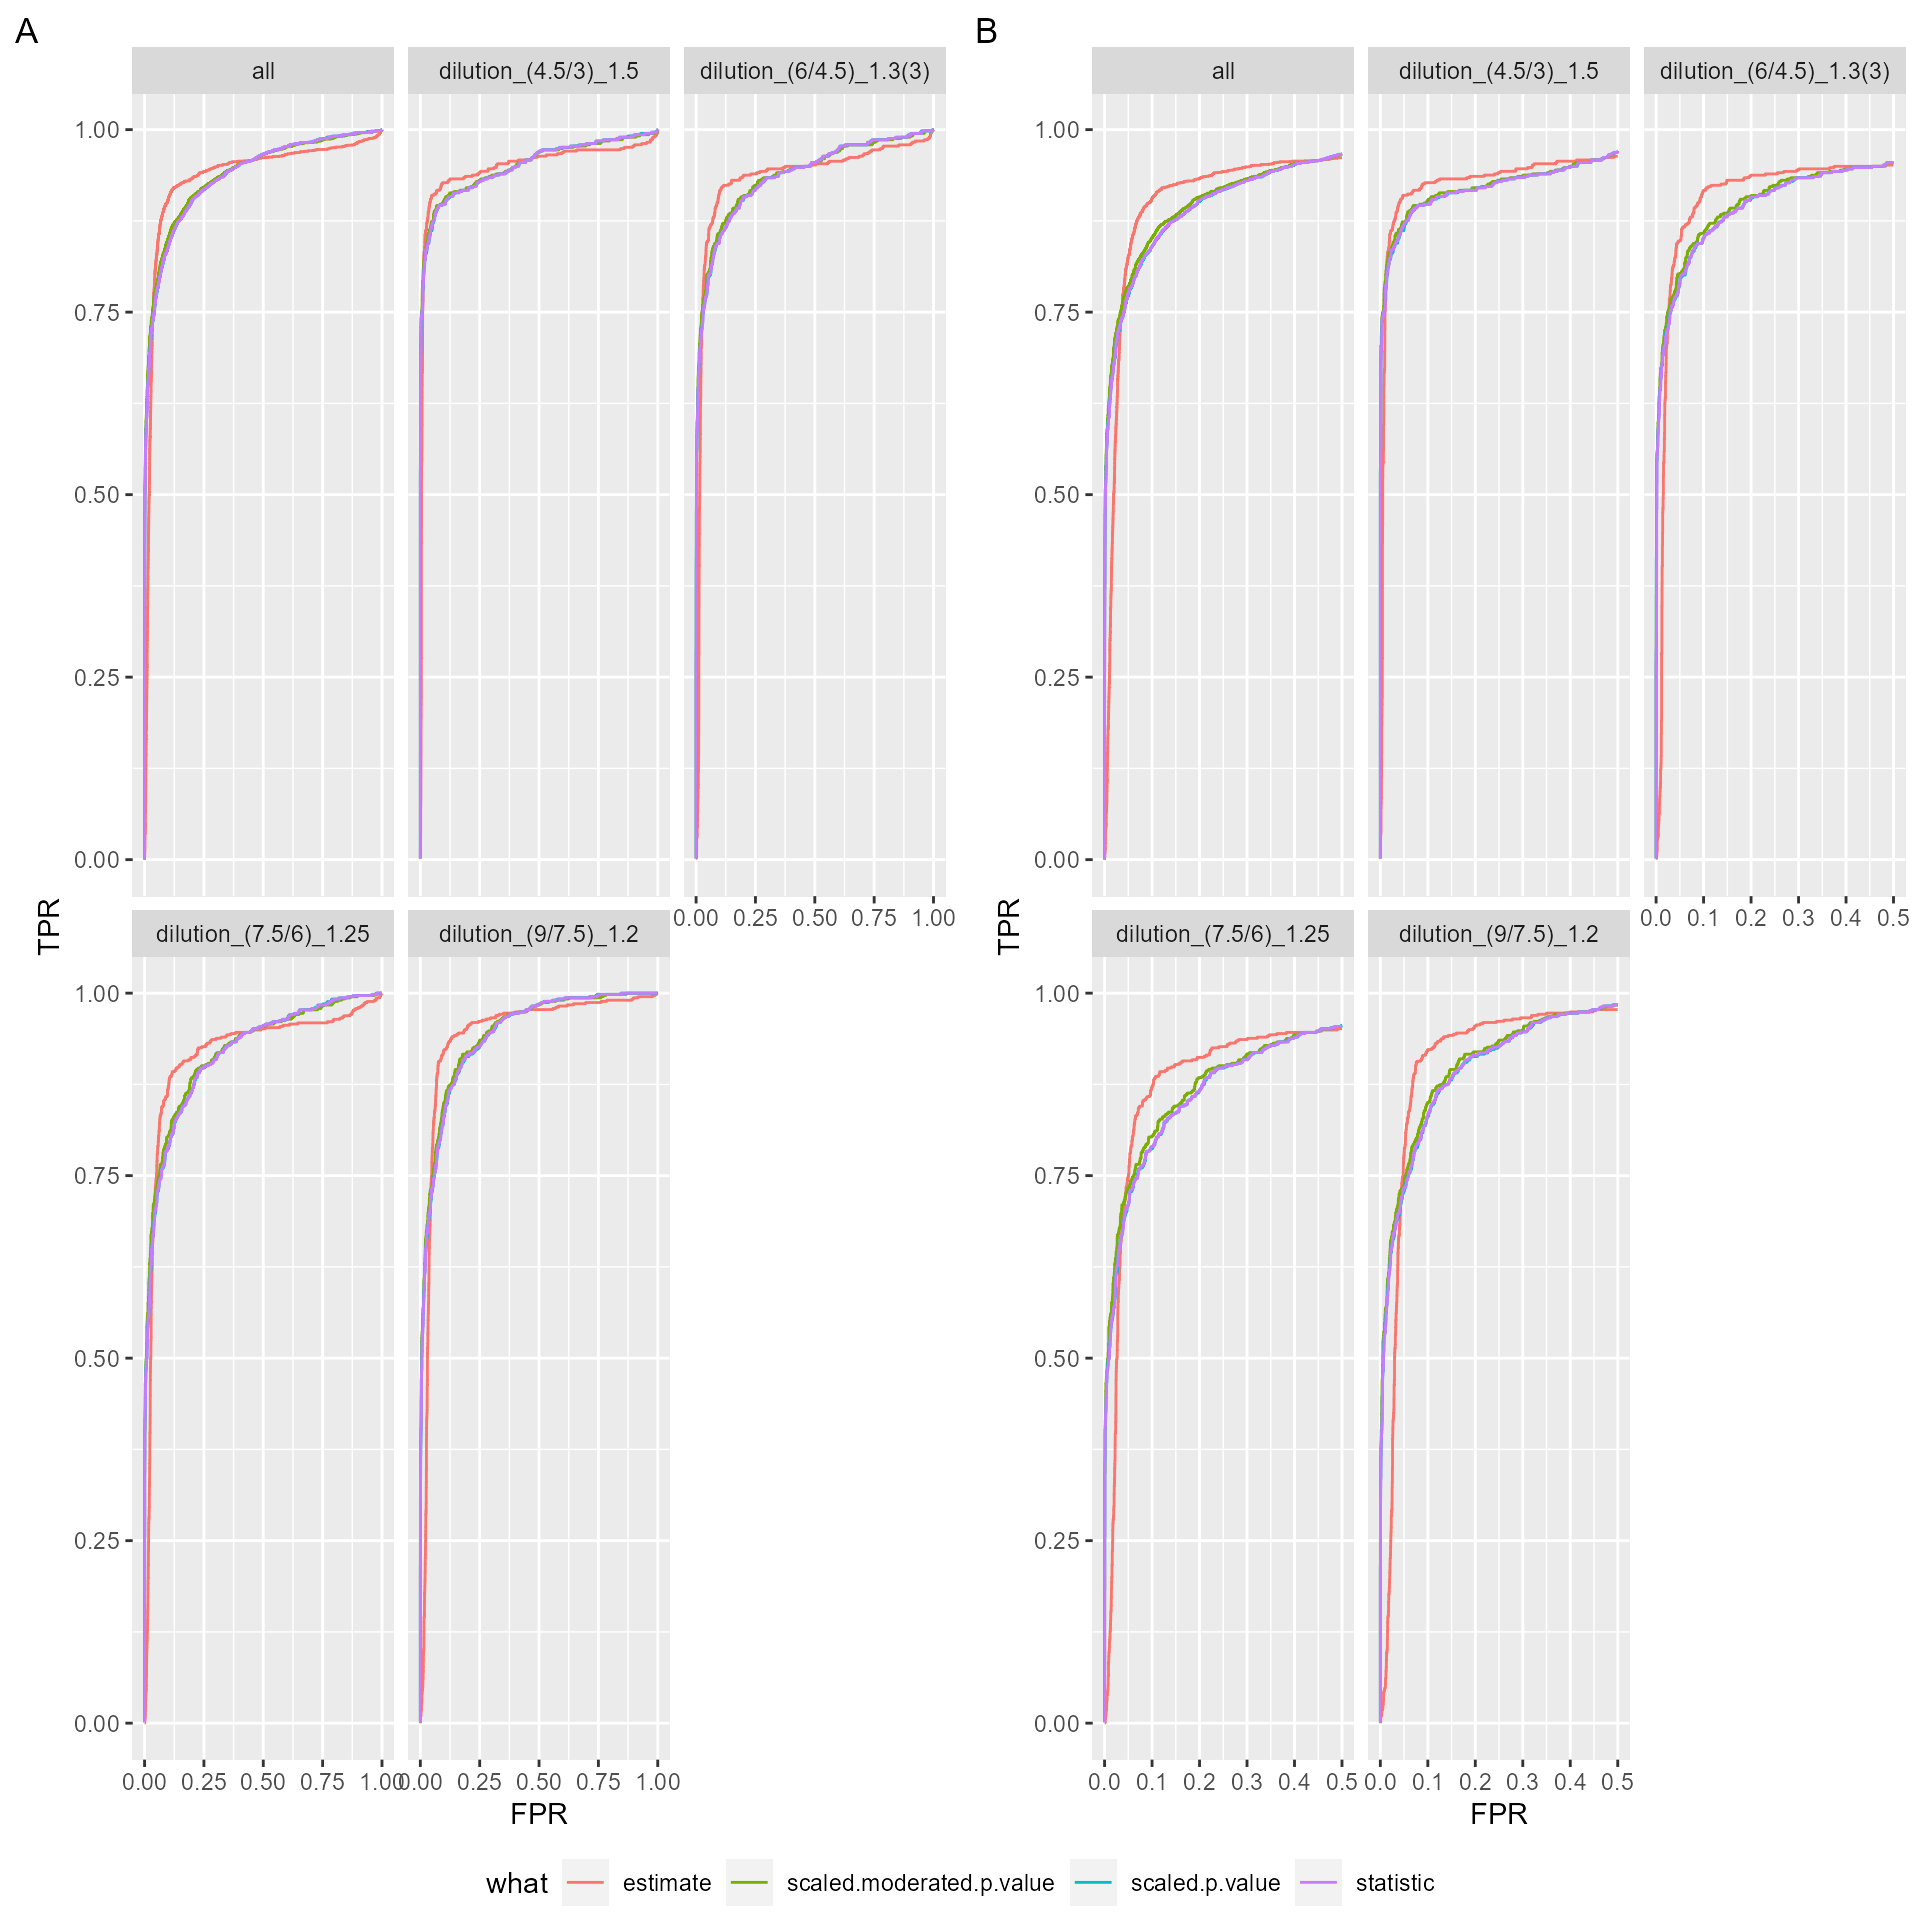 A
all dilution_(4.5/3)_1.5 dilution_(6/4.5)_1.3(3)
1.00
0.75
0.50
0.25
0.00
0.00 0.25 0.50 0.75 1.00
dilution_(7.5/6)_1.25 dilution_(9/7.5)_1.2
1.00
0.75
0.50
0.25
0.00
0.00 0.25 0.50 0.75 1.00 0.00 0.25 0.50 0.75 1.00
TPR
FPR
B
all dilution_(4.5/3)_1.5 dilution_(6/4.5)_1.3(3)
1.00
0.75
0.50
0.25
0.00
0.0 0.1 0.2 0.3 0.4 0.5
dilution_(7.5/6)_1.25 dilution_(9/7.5)_1.2
1.00
0.75
0.50
0.25
0.00
0.0 0.1 0.2 0.3 0.4 0.5 0.0 0.1 0.2 0.3 0.4 0.5
TPR
FPR
what estimate scaled.moderated.p.value scaled.p.value statistic